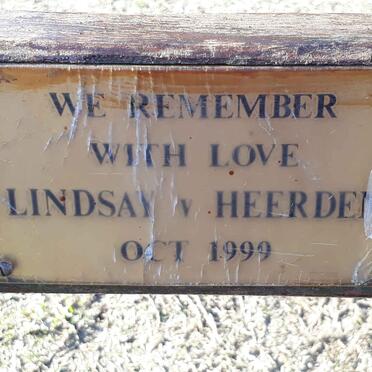 WE REMEMBER
WITH LOVE
LINDSAY v HEERDEN
OCT 1999